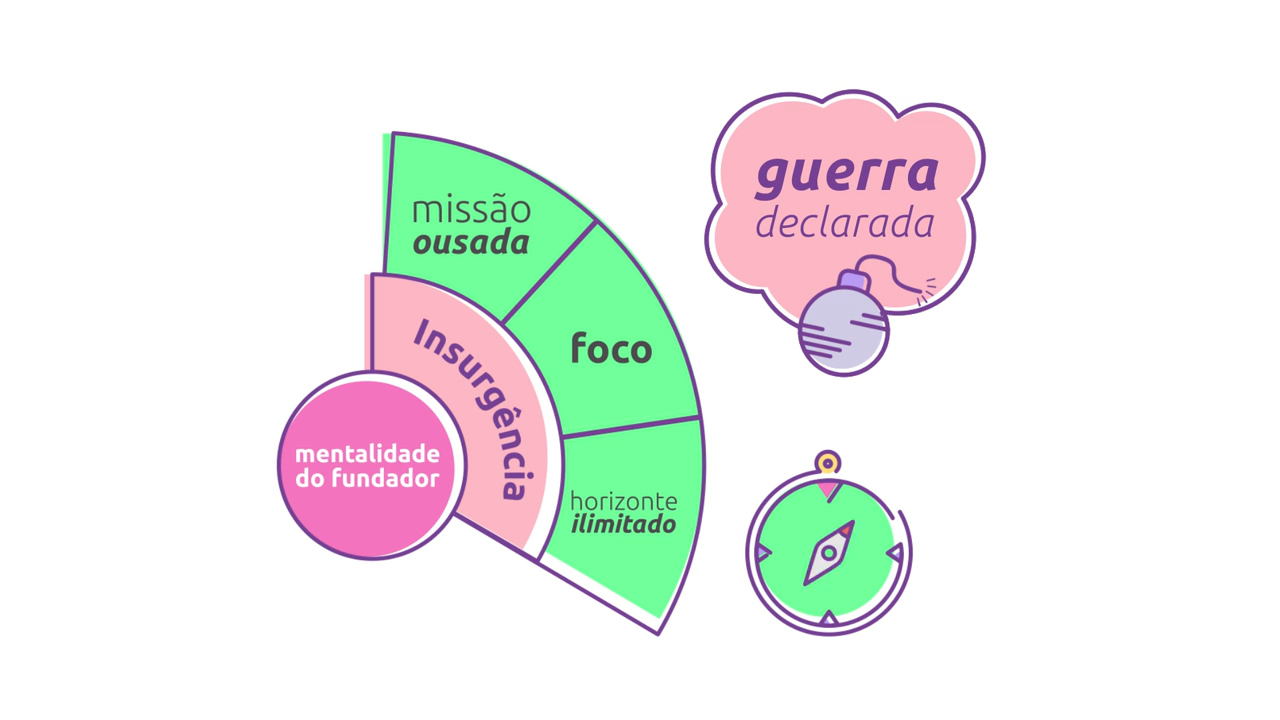 missão
ousada
foco
horizonte
ilimitado
Insurgência
mentalidade
do fundador
guerra
declarada